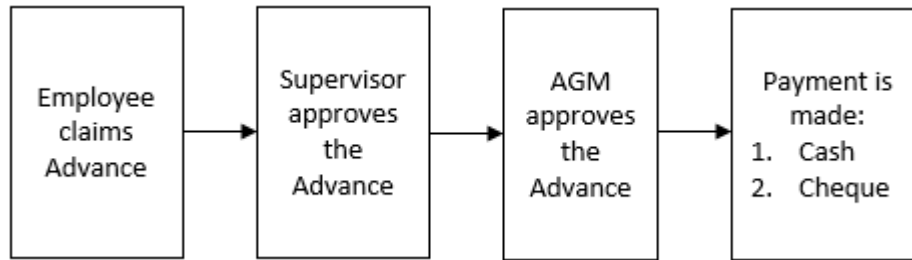 Employee
claims
Advance
Supervisor
approves
the
Advance
AGM
approves
the
Advance
Payment is
made:
1. Cash
2. Cheque